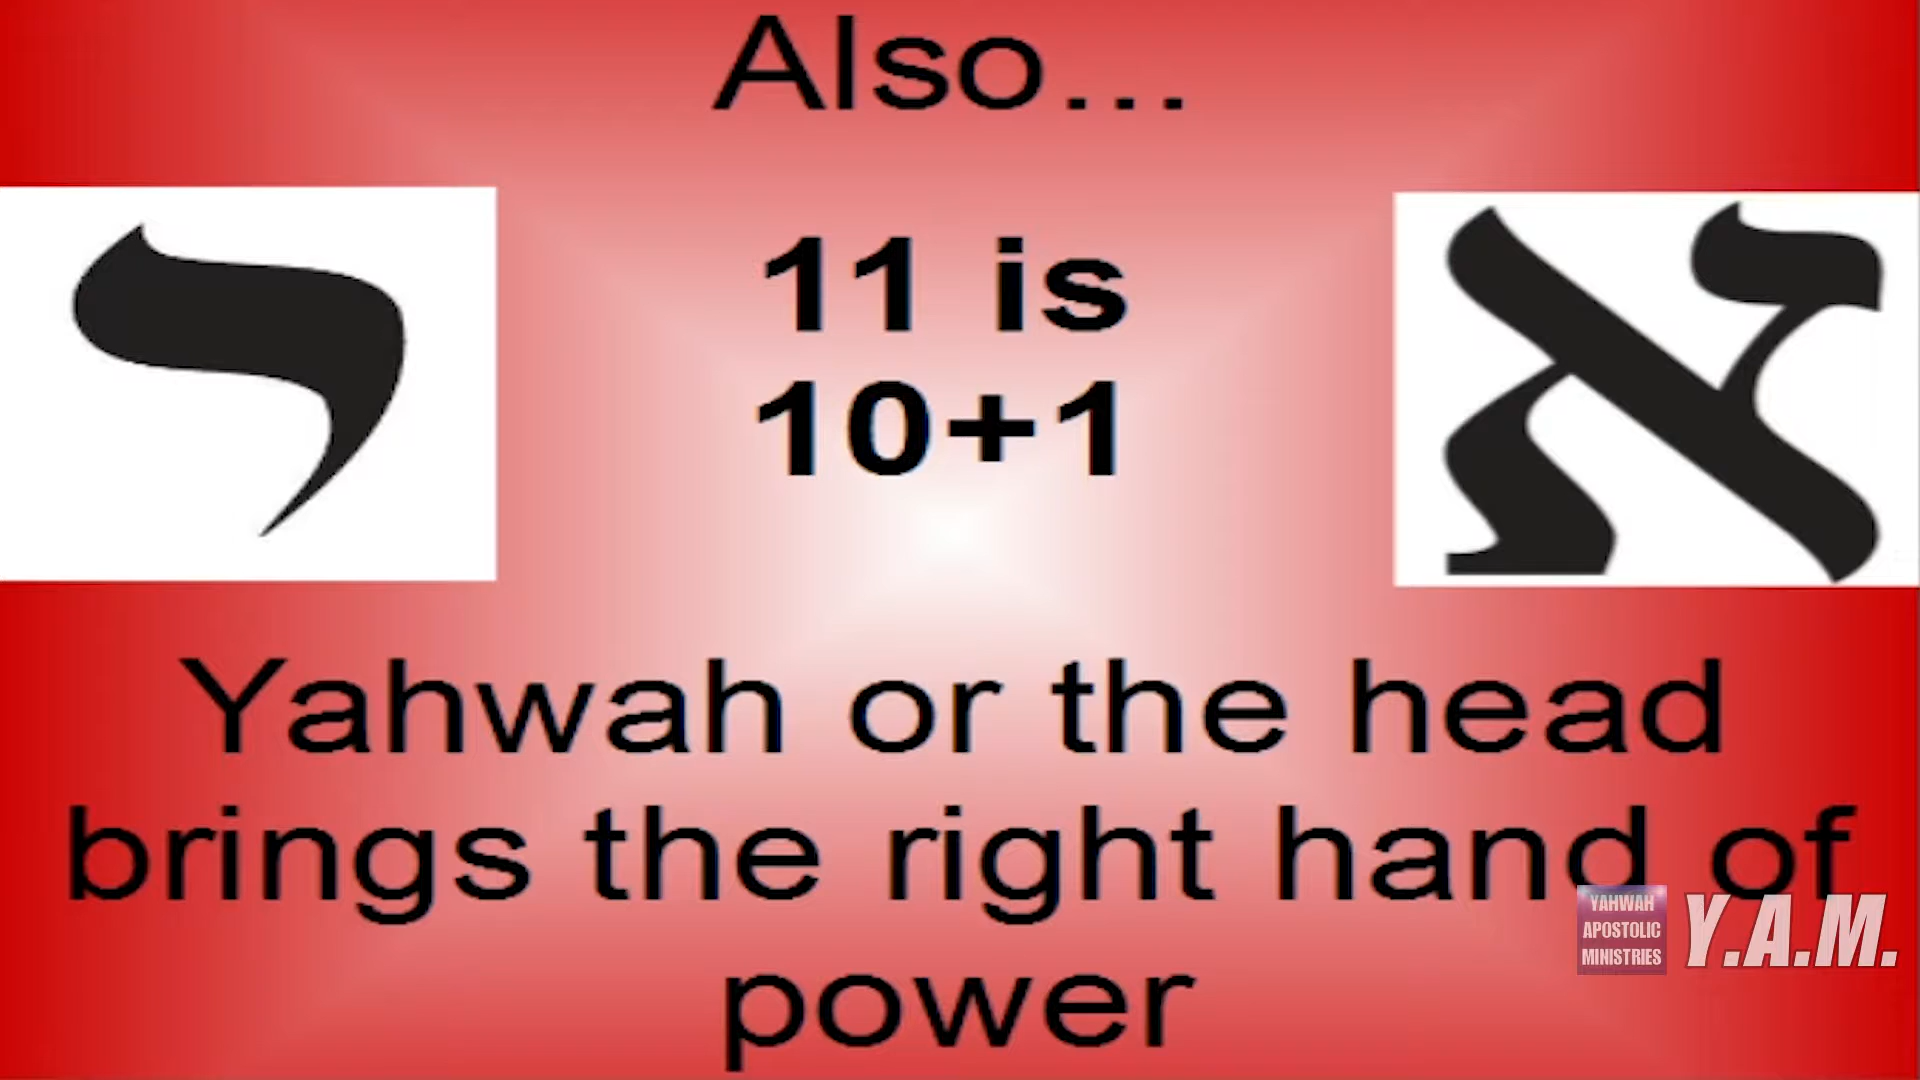 Also...
י
11 is
10+1
א
Yahwah or the head
brings the right hand of
power
YAHWAH
APOSTOLIC
MINISTRIES
Y.A.M.